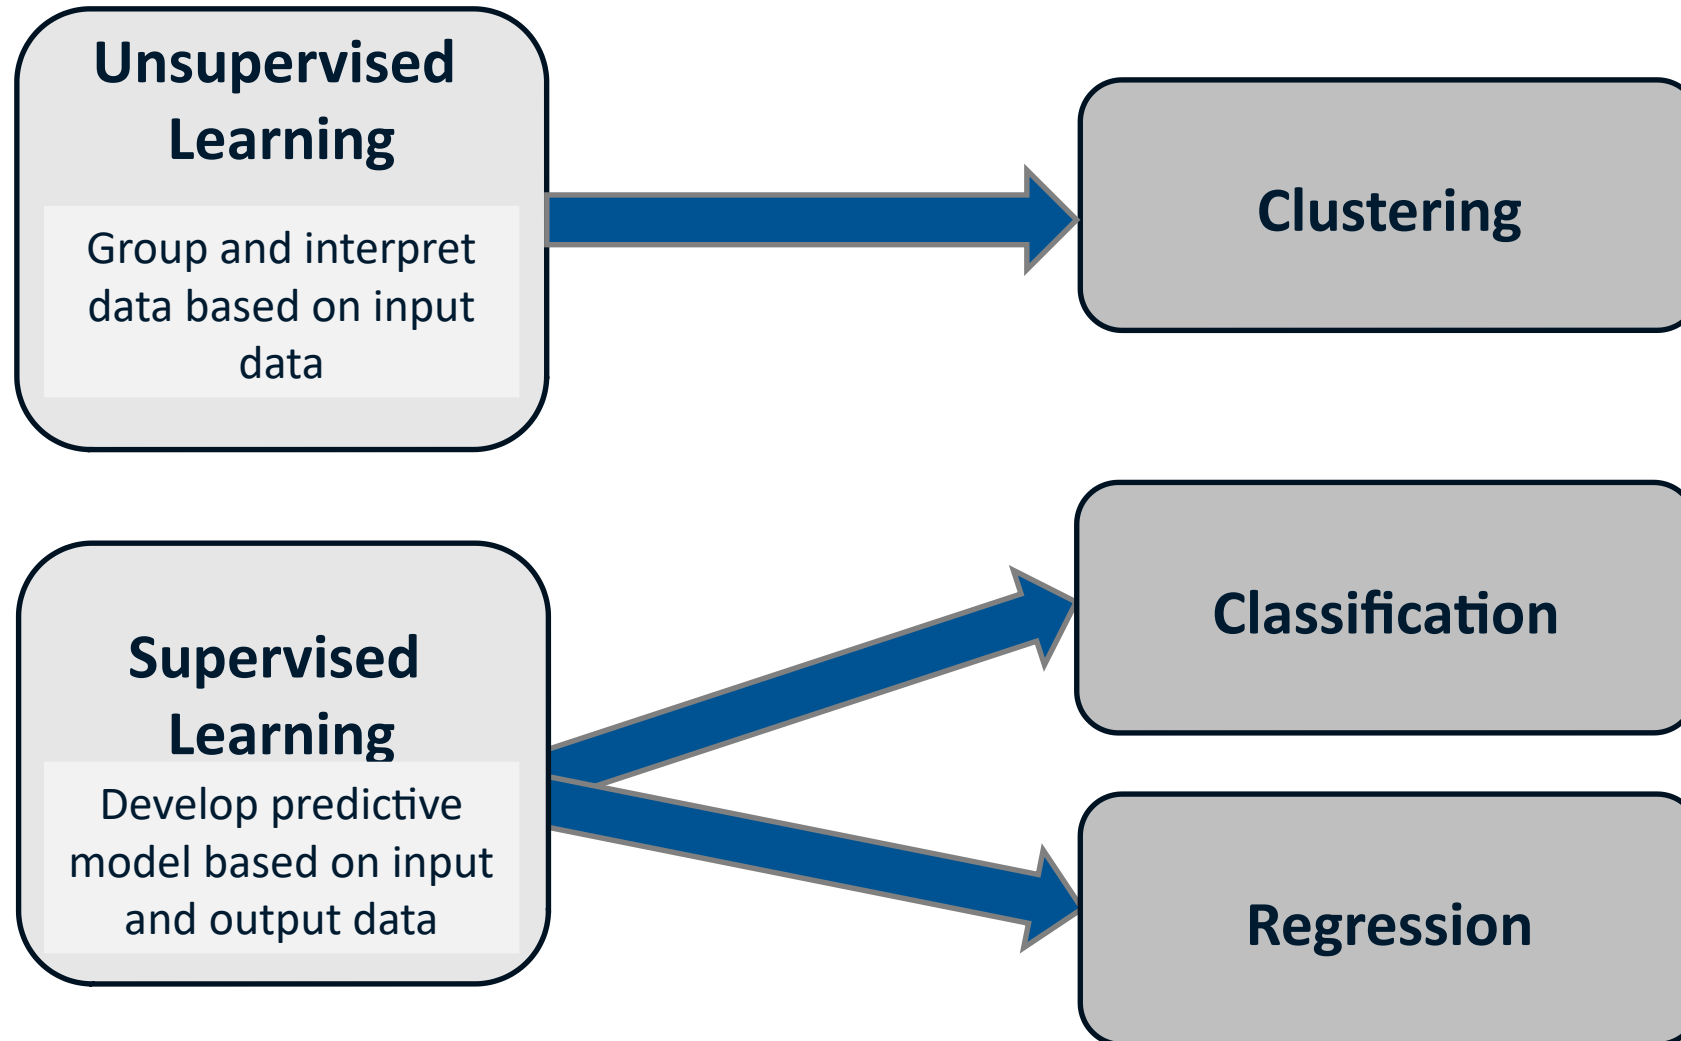 Unsupervised
Learning
Group and interpret
data based on input
data
Clustering
Supervised
Learning
Develop predictive
model based on input
and output data
Classification
Regression